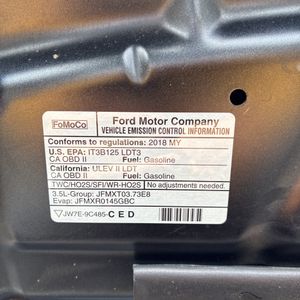 FoMoCo
Ford Motor Company
VEHICLE EMISSION CONTROL INFORMATION
Conforms to regulations: 2018 MY
U.S. EPA: IT3B125 LDT3
CA OBD II Fuel: Gasoline
California: ULEV II LDT
CA OBD II Fuel: Gasoline
TWC/HO2S/SFI/WR-HO2S No adjustments needed.
3.5L-Group: JFMXT03.73E8
Evap: JFMXR0145GBC
JW7E-9C485-C E D